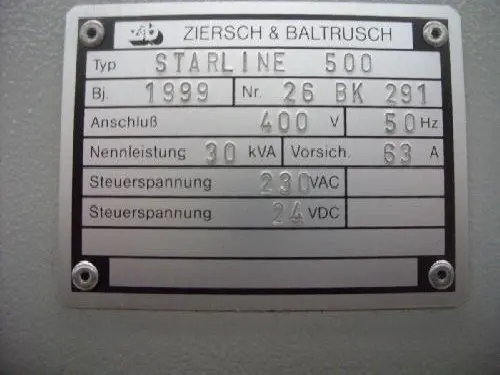 ZIERSCH & BALTRUSCH
Typ STARLINE 500
Bj. 1999 Nr. 26 BK 291
Anschluß 400 V 50 Hz
Nennleistung 30 kVA Vorsich. 63 A
Steuerspannung 230 VAC
Steuerspannung 24 VDC